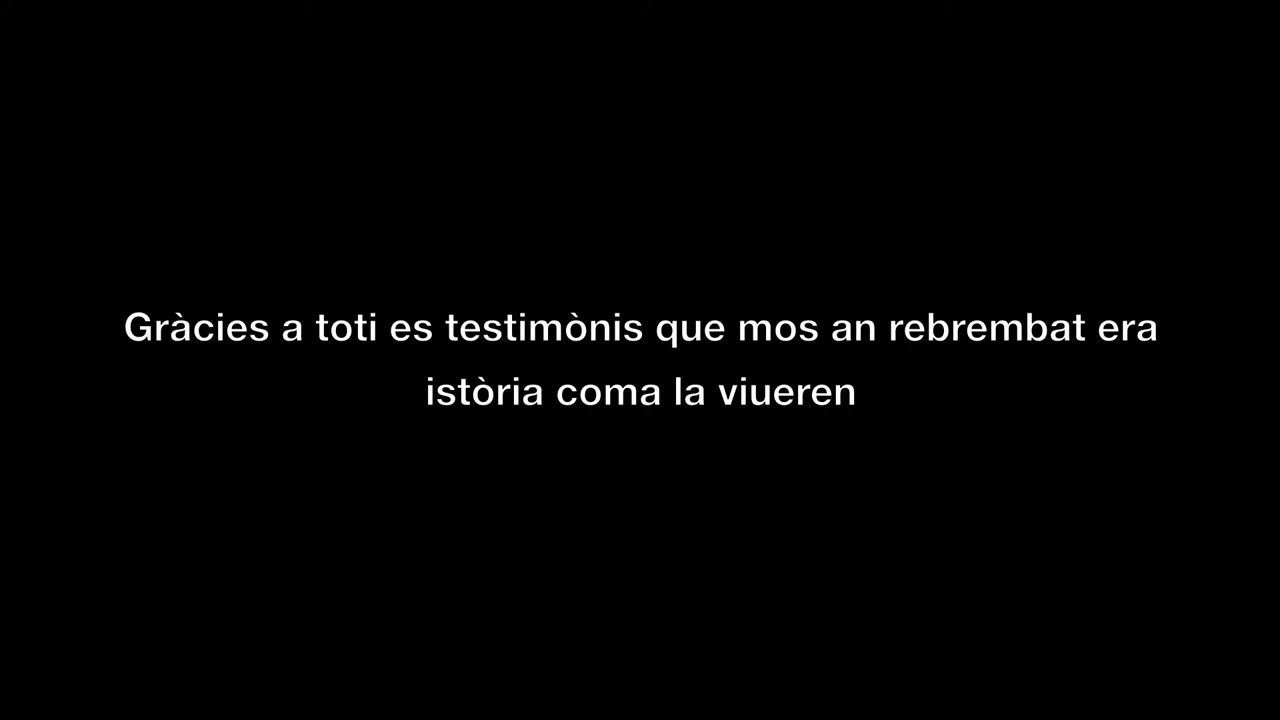 Gràcies a toti es testimònis que mos an rebrembat era
istòria coma la viueren